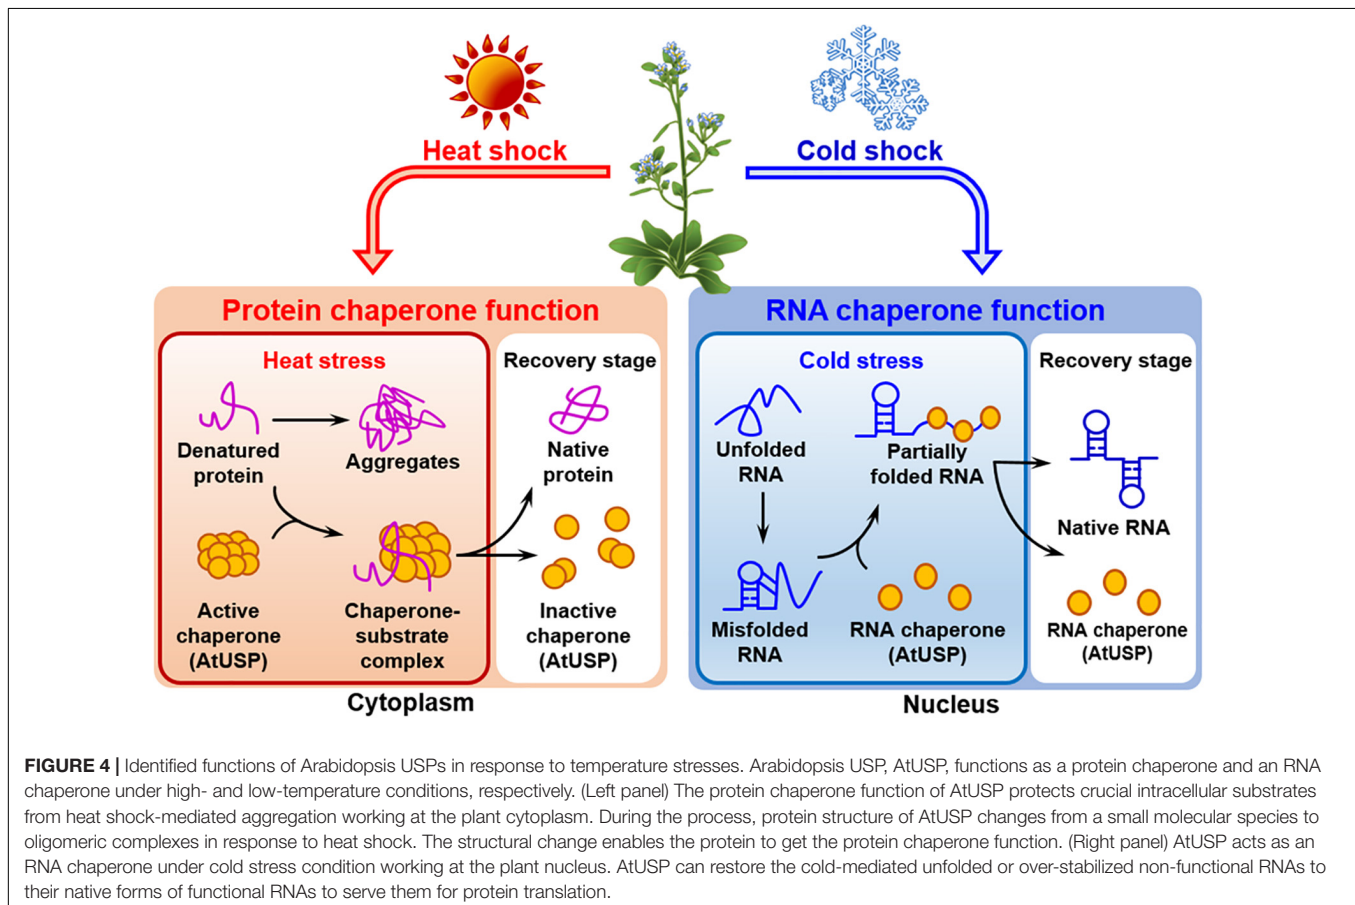 Heat shock
Cold shock
Protein chaperone function
Heat stress
Recovery stage
Denatured
protein
Aggregates
Native
protein
Active
chaperone
(AtUSP)
Chaperone-
substrate
complex
Inactive
chaperone
(AtUSP)
Cytoplasm
RNA chaperone function
Cold stress
Recovery stage
Unfolded
RNA
Partially
folded RNA
Native RNA
Misfolded
RNA
RNA chaperone
(AtUSP)
RNA chaperone
(AtUSP)
Nucleus
FIGURE 4 | Identified functions of Arabidopsis USPs in response to temperature stresses. Arabidopsis USP, AtUSP, functions as a protein chaperone and an RNA
chaperone under high- and low-temperature conditions, respectively. (Left panel) The protein chaperone function of AtUSP protects crucial intracellular substrates
from heat shock-mediated aggregation working at the plant cytoplasm. During the process, protein structure of AtUSP changes from a small molecular species to
oligomeric complexes in response to heat shock. The structural change enables the protein to get the protein chaperone function. (Right panel) AtUSP acts as an
RNA chaperone under cold stress condition working at the plant nucleus. AtUSP can restore the cold-mediated unfolded or over-stabilized non-functional RNAs to
their native forms of functional RNAs to serve them for protein translation.